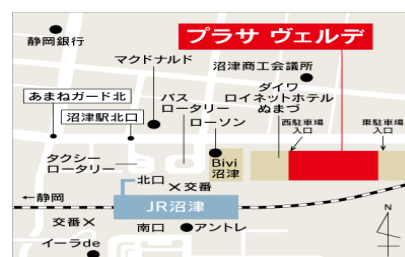 静岡銀行
プラサ ヴェルデ
マクドナルド
沼津商工会議所
あまねガード北
バス
ロータリー
ダイワ
ロイネットホテル
ぬまづ
沼津駅北口
ローソン
西駐車場
入口
東駐車場
入口
タクシー
ロータリー
Bivi
沼津
北口
交番
←静岡
JR沼津
交番
南口
アントレ
イーラde
N